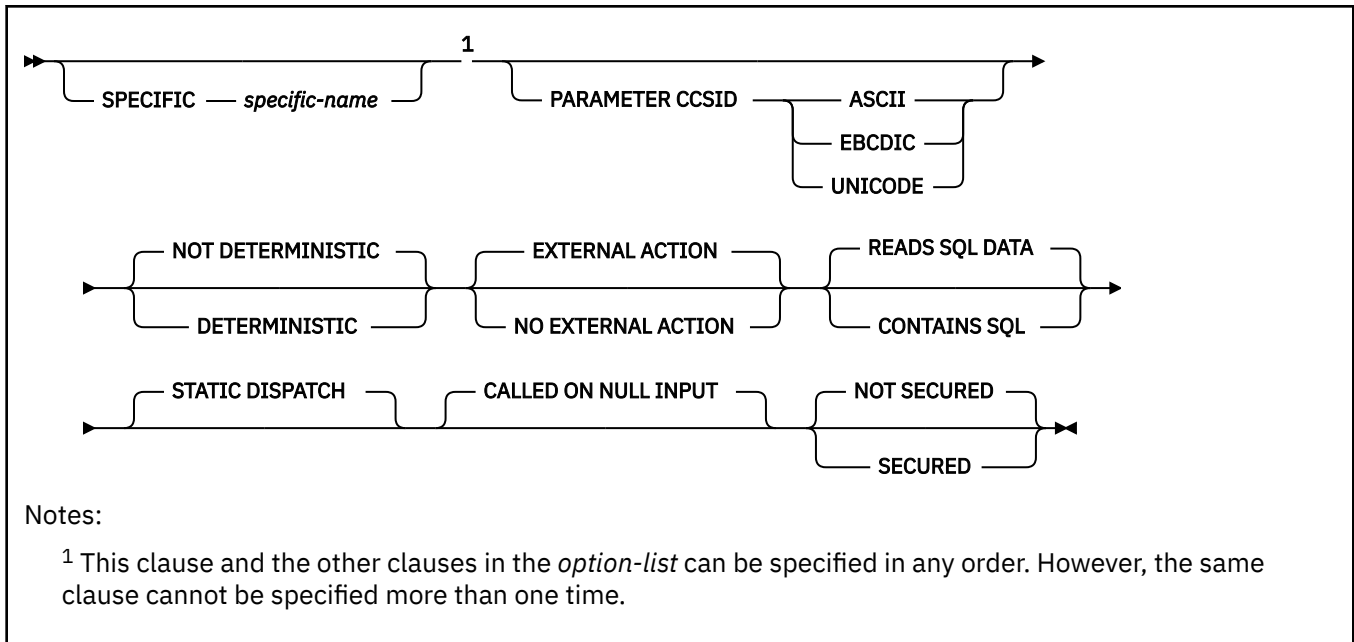 1
SPECIFIC specific-name PARAMETER CCSID ASCII
EBCDIC
UNICODE
NOT DETERMINISTIC EXTERNAL ACTION READS SQL DATA
DETERMINISTIC NO EXTERNAL ACTION CONTAINS SQL
STATIC DISPATCH CALLED ON NULL INPUT NOT SECURED
SECURED
Notes:
1 This clause and the other clauses in the option-list can be specified in any order. However, the same
clause cannot be specified more than one time.